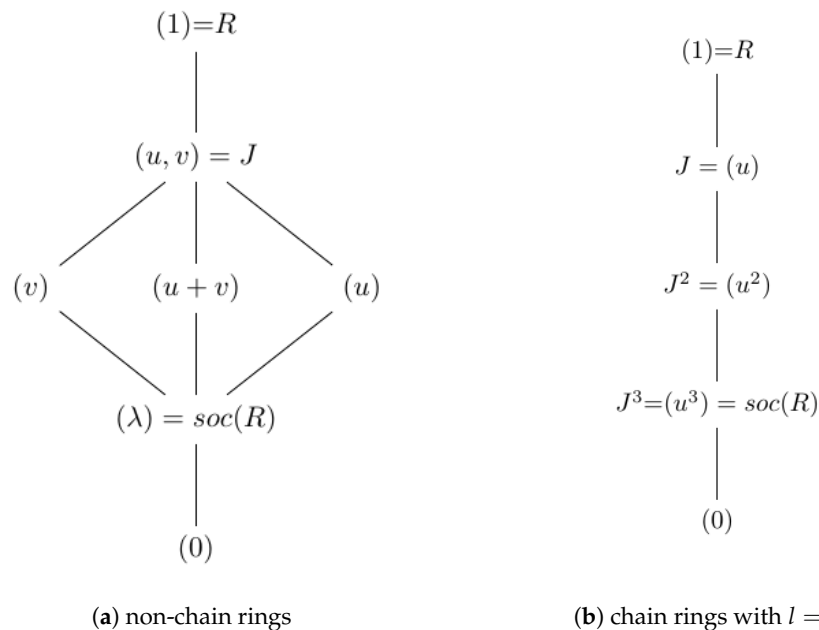 (1)=R
(u, v) = J
(v) (u + v) (u)
(λ) = soc(R)
(0)
(a) non-chain rings
(1)=R
J = (u)
J² = (u²)
J³=(u³) = soc(R)
(0)
(b) chain rings with l =